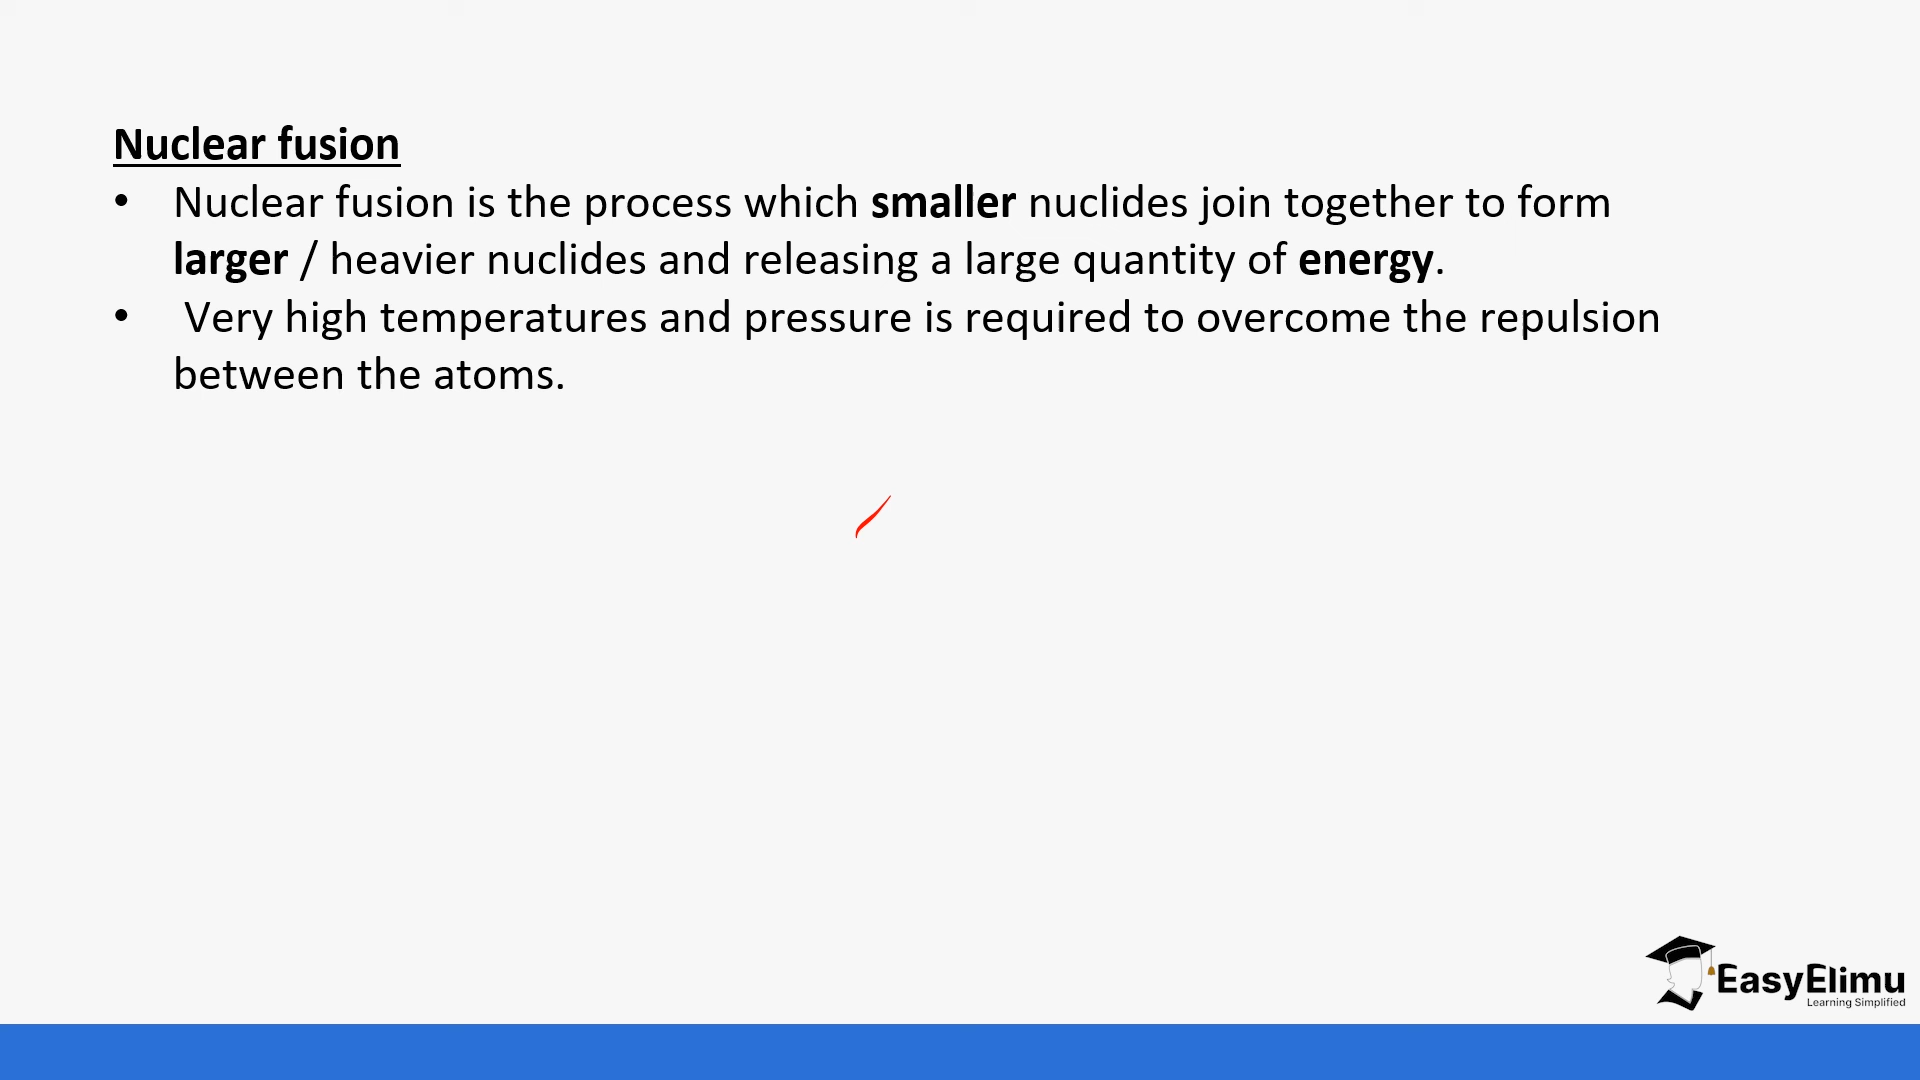 Nuclear fusion
• Nuclear fusion is the process which smaller nuclides join together to form
larger / heavier nuclides and releasing a large quantity of energy.
• Very high temperatures and pressure is required to overcome the repulsion
between the atoms.
EasyElimu
Learning Simplified